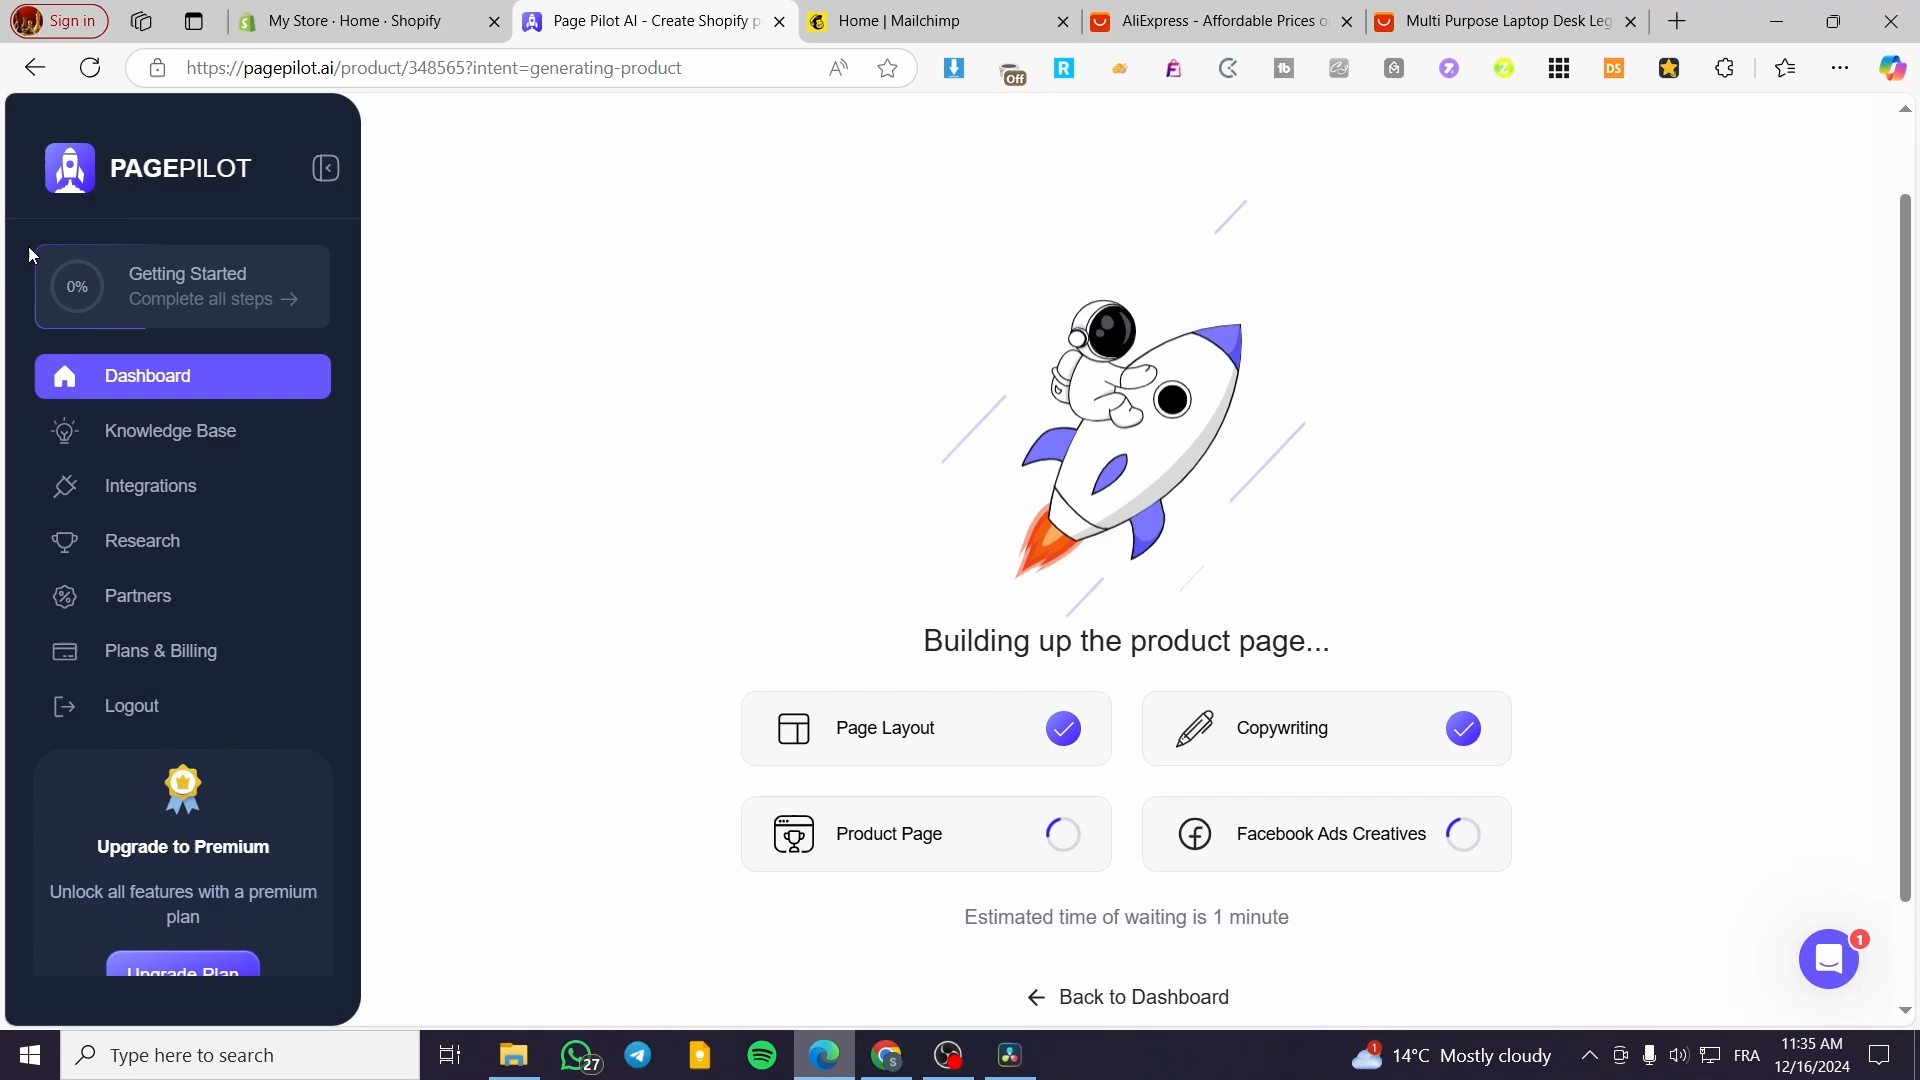 Sign in
My Store · Home · Shopify
Page Pilot AI - Create Shopify p
Home | Mailchimp
AliExpress - Affordable Prices o
Multi Purpose Laptop Desk Leg
https://pagepilot.ai/product/348565?intent=generating-product
Off
DS
PAGEPILOT
0%
Getting Started
Complete all steps →
Dashboard
Knowledge Base
Integrations
Research
Partners
Plans & Billing
Logout
Upgrade to Premium
Unlock all features with a premium
plan
Upgrade Plan
Building up the product page...
Page Layout
Copywriting
Product Page
Facebook Ads Creatives
Estimated time of waiting is 1 minute
← Back to Dashboard
1
Type here to search
27
1
14°C Mostly cloudy
FRA
11:35 AM
12/16/2024